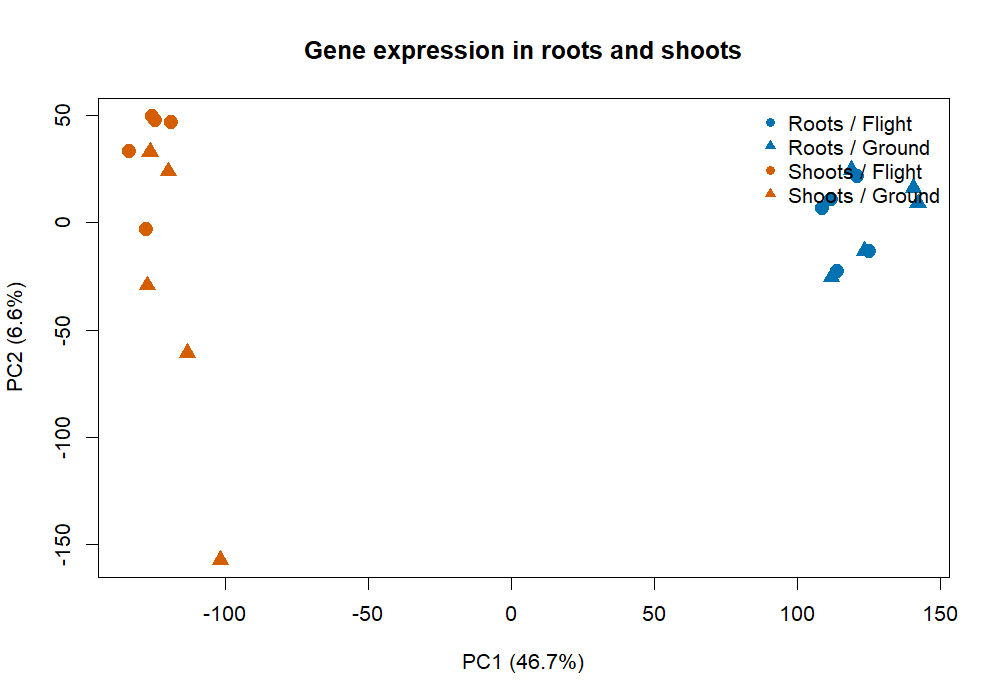 Gene expression in roots and shoots
Roots / Flight
Roots / Ground
Shoots / Flight
Shoots / Ground
50
0
-50
-100
-150
PC2 (6.6%)
-100
-50
0
50
100
150
PC1 (46.7%)